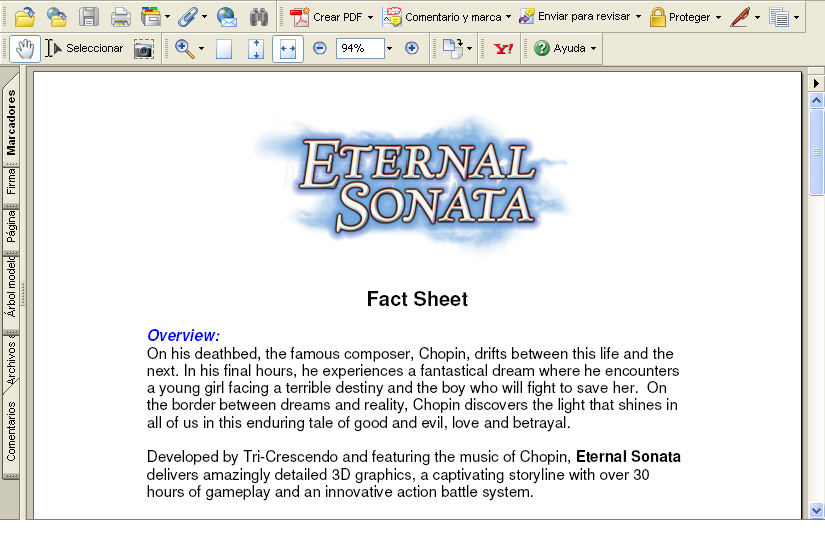 Crear PDF
Comentario y marca
Enviar para revisar
Proteger
Seleccionar
94%
Y!
Ayuda
Marcadores
Firma
Página
Árbol modelo
Archivos
Comentarios
ETERNAL
SONATA
Fact Sheet
Overview:
On his deathbed, the famous composer, Chopin, drifts between this life and the
next. In his final hours, he experiences a fantastical dream where he encounters
a young girl facing a terrible destiny and the boy who will fight to save her. On
the border between dreams and reality, Chopin discovers the light that shines in
all of us in this enduring tale of good and evil, love and betrayal.
Developed by Tri-Crescendo and featuring the music of Chopin, Eternal Sonata
delivers amazingly detailed 3D graphics, a captivating storyline with over 30
hours of gameplay and an innovative action battle system.